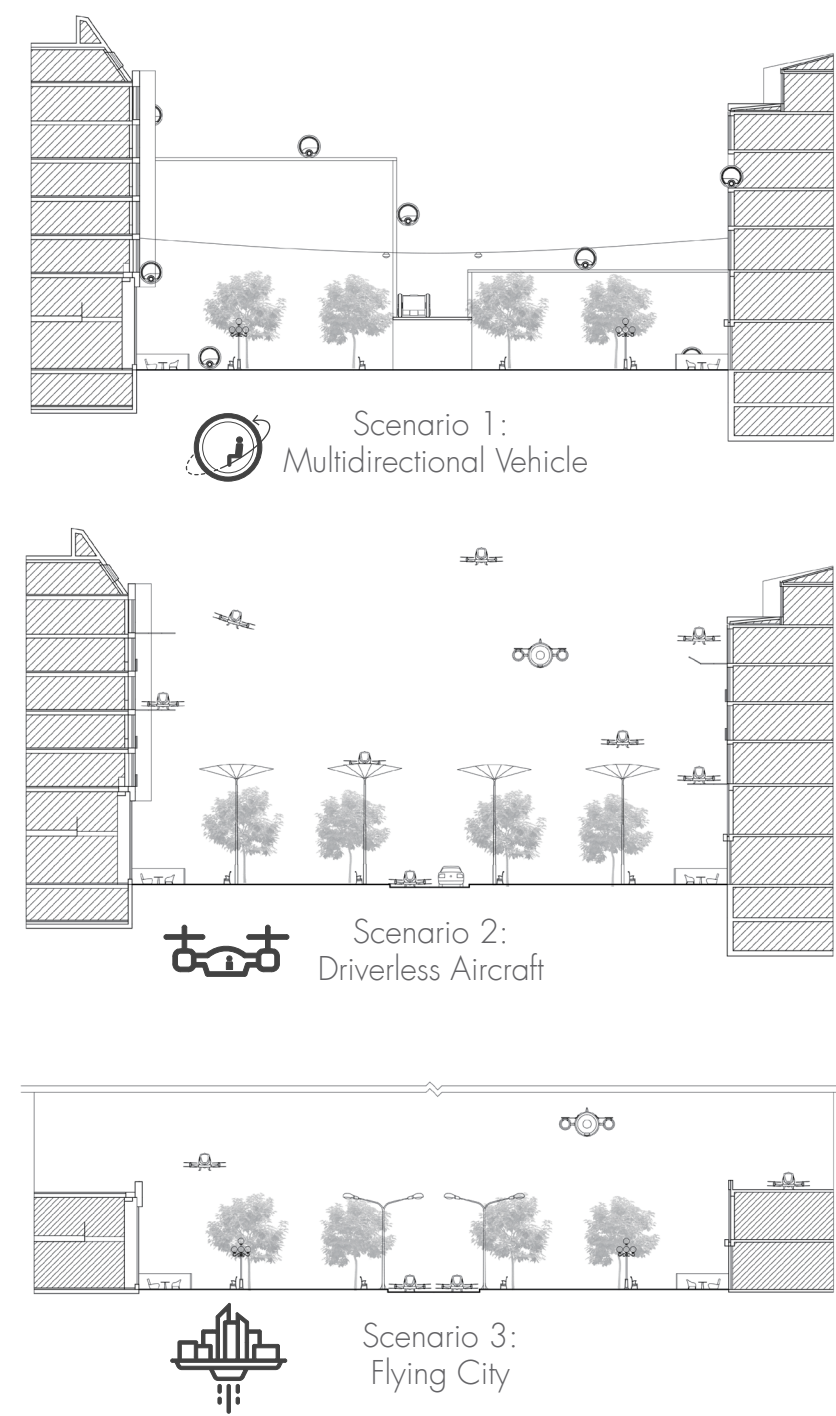 Scenario 1:
Multidirectional Vehicle
Scenario 2:
Driverless Aircraft
Scenario 3:
Flying City